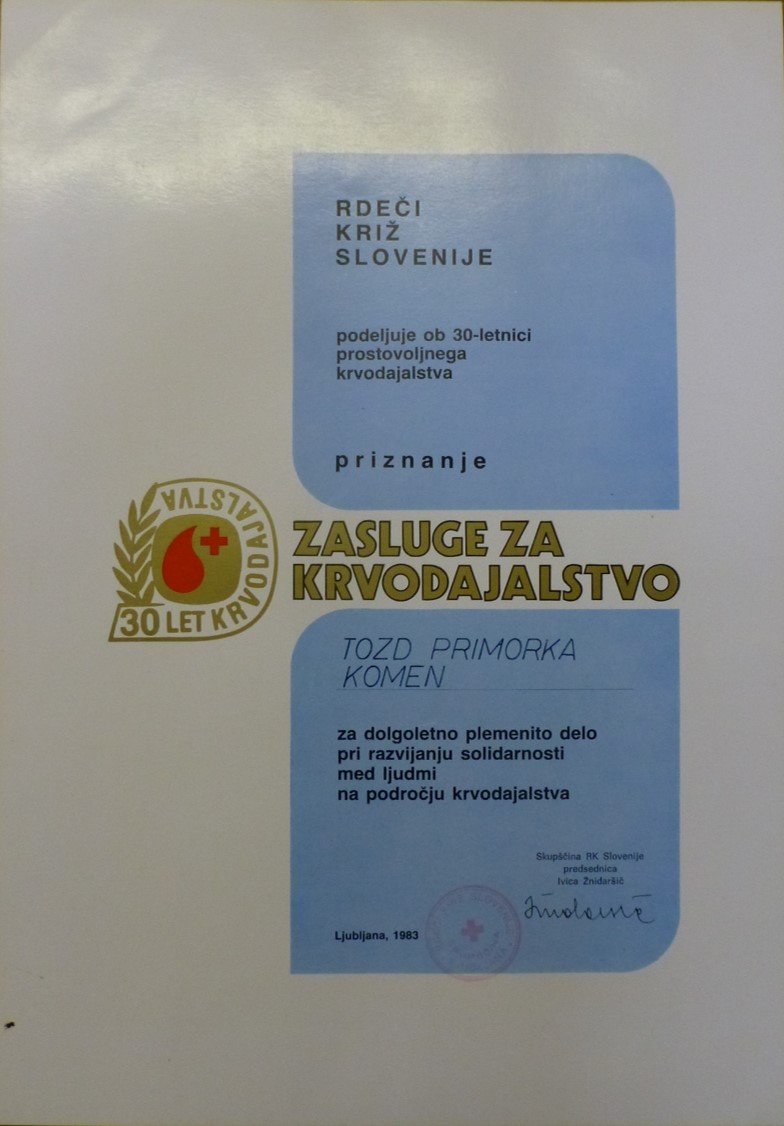 RDEČI
KRIŽ
SLOVENIJE
podeljuje ob 30-letnici
prostovoljnega
krvodajalstva
priznanje
30 LET KRVODAJALSTVA
ZASLUGE ZA
KRVODAJALSTVO
TOZD PRIMORKA
KOMEN
za dolgoletno plemenito delo
pri razvijanju solidarnosti
med ljudmi
na področju krvodajalstva
Skupščina RK Slovenije
predsednica
Ivica Žnidaršič
Ljubljana, 1983